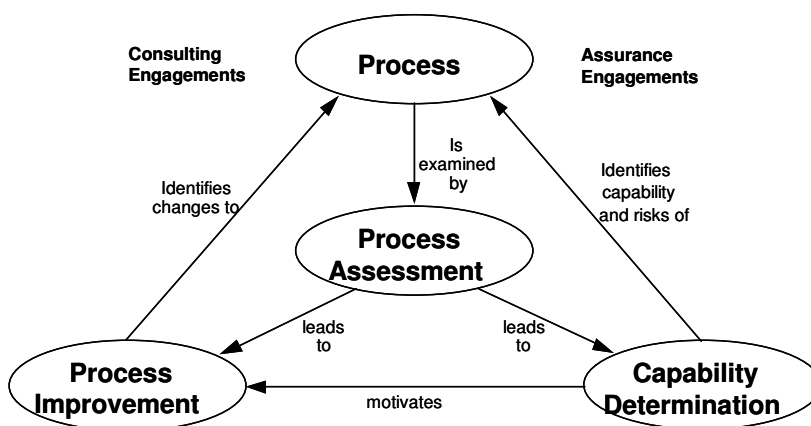 Consulting
Engagements
Process
Assurance
Engagements
Is
examined
by
Identifies
changes to
Identifies
capability
and risks of
Process
Assessment
leads
to
leads
to
Process
Improvement
motivates
Capability
Determination